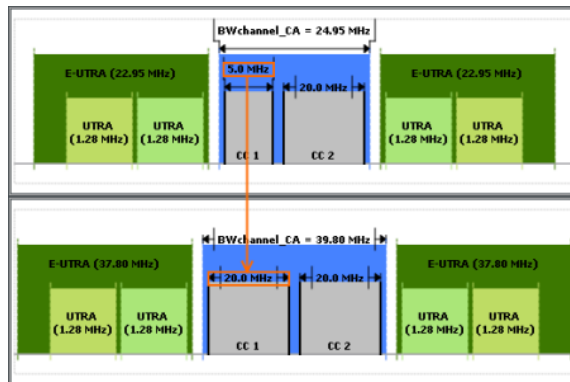 BWchannel_CA = 24.95 MHz
E-UTRA (22.95 MHz)
5.0 MHz
E-UTRA (22.95 MHz)
20.0 MHz
UTRA
(1.28 MHz)
UTRA
(1.28 MHz)
UTRA
(1.28 MHz)
UTRA
(1.28 MHz)
CC 1
CC 2
BWchannel_CA = 39.80 MHz
E-UTRA (37.80 MHz)
E-UTRA (37.80 MHz)
20.0 MHz
20.0 MHz
UTRA
(1.28 MHz)
UTRA
(1.28 MHz)
UTRA
(1.28 MHz)
UTRA
(1.28 MHz)
CC 1
CC 2